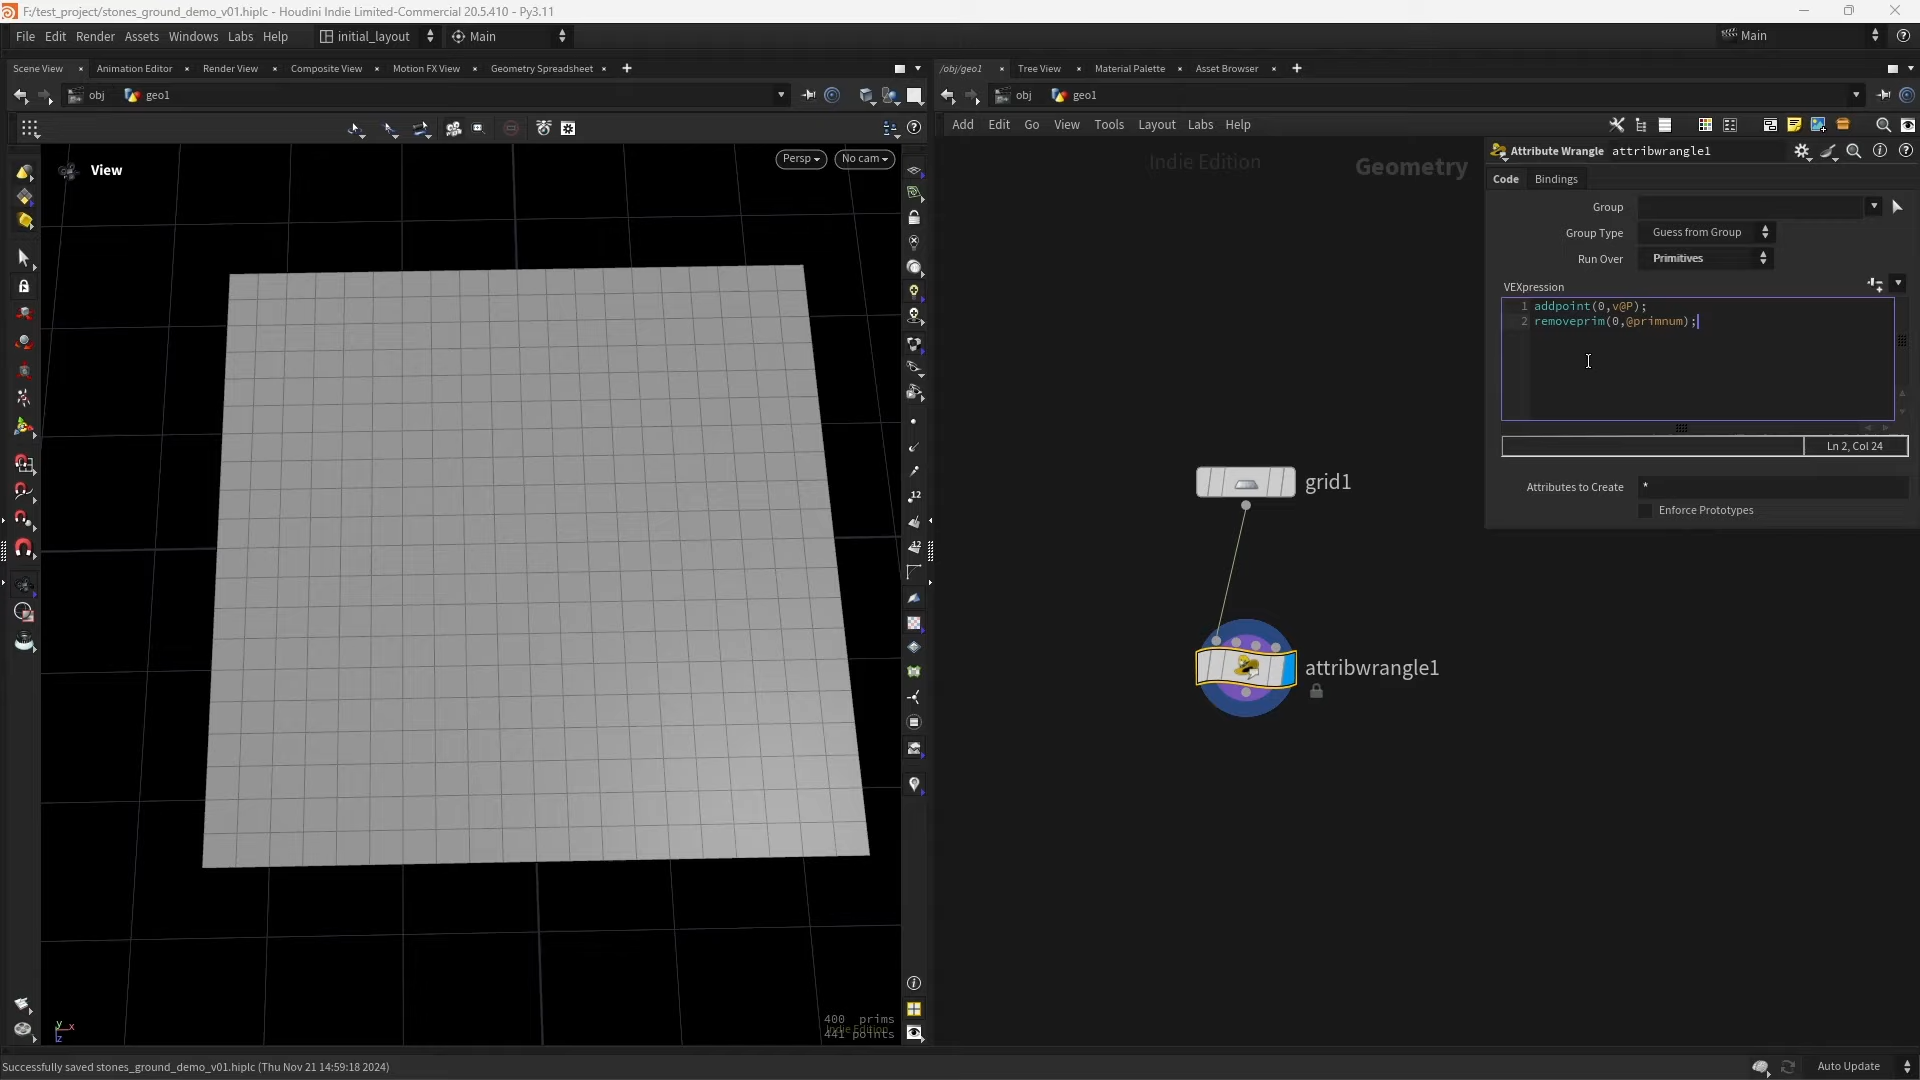 F:/test_project/stones_ground_demo_v01.hiplc - Houdini Indie Limited-Commercial 20.5.410 - Py3.11
File Edit Render Assets Windows Labs Help initial_layout Main
Main
Scene View Animation Editor Render View Composite View Motion FX View Geometry Spreadsheet
/obj/geo1 Tree View Material Palette Asset Browser
obj geo1
obj geo1
Add Edit Go View Tools Layout Labs Help
View
Persp No cam
Indie Edition
Geometry
Attribute Wrangle attribwrangle1
Code Bindings
Group
Group Type Guess from Group
Run Over Primitives
VEXpression
1 addpoint(0,v@P);
2 removeprim(0,@primnum);
Ln 2, Col 24
Attributes to Create *
Enforce Prototypes
grid1
attribwrangle1
12
12
y x
z
400 prims
Indie Edition
441 points
Successfully saved stones_ground_demo_v01.hiplc (Thu Nov 21 14:59:18 2024)
Auto Update